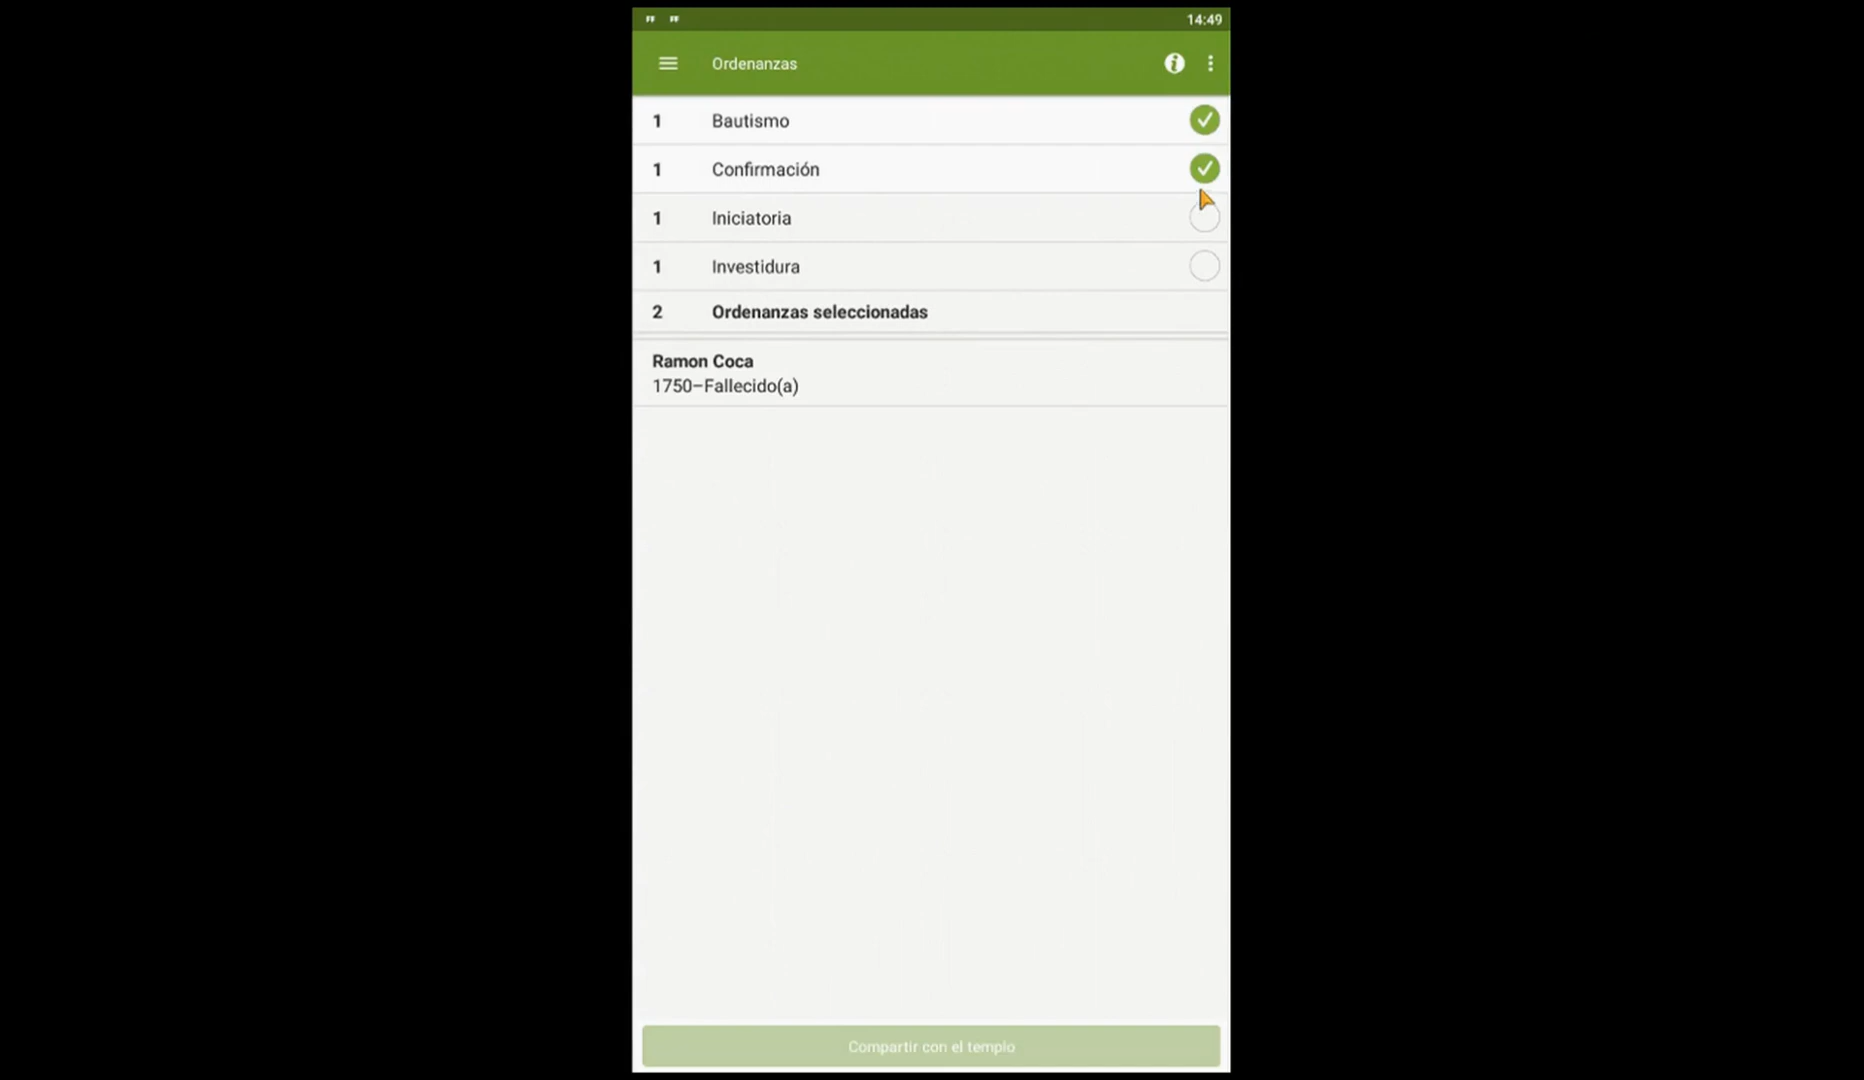 14:49
Ordenanzas
1 Bautismo
1 Confirmación
1 Iniciatoria
1 Investidura
2 Ordenanzas seleccionadas
Ramon Coca
1750–Fallecido(a)
Compartir con el templo